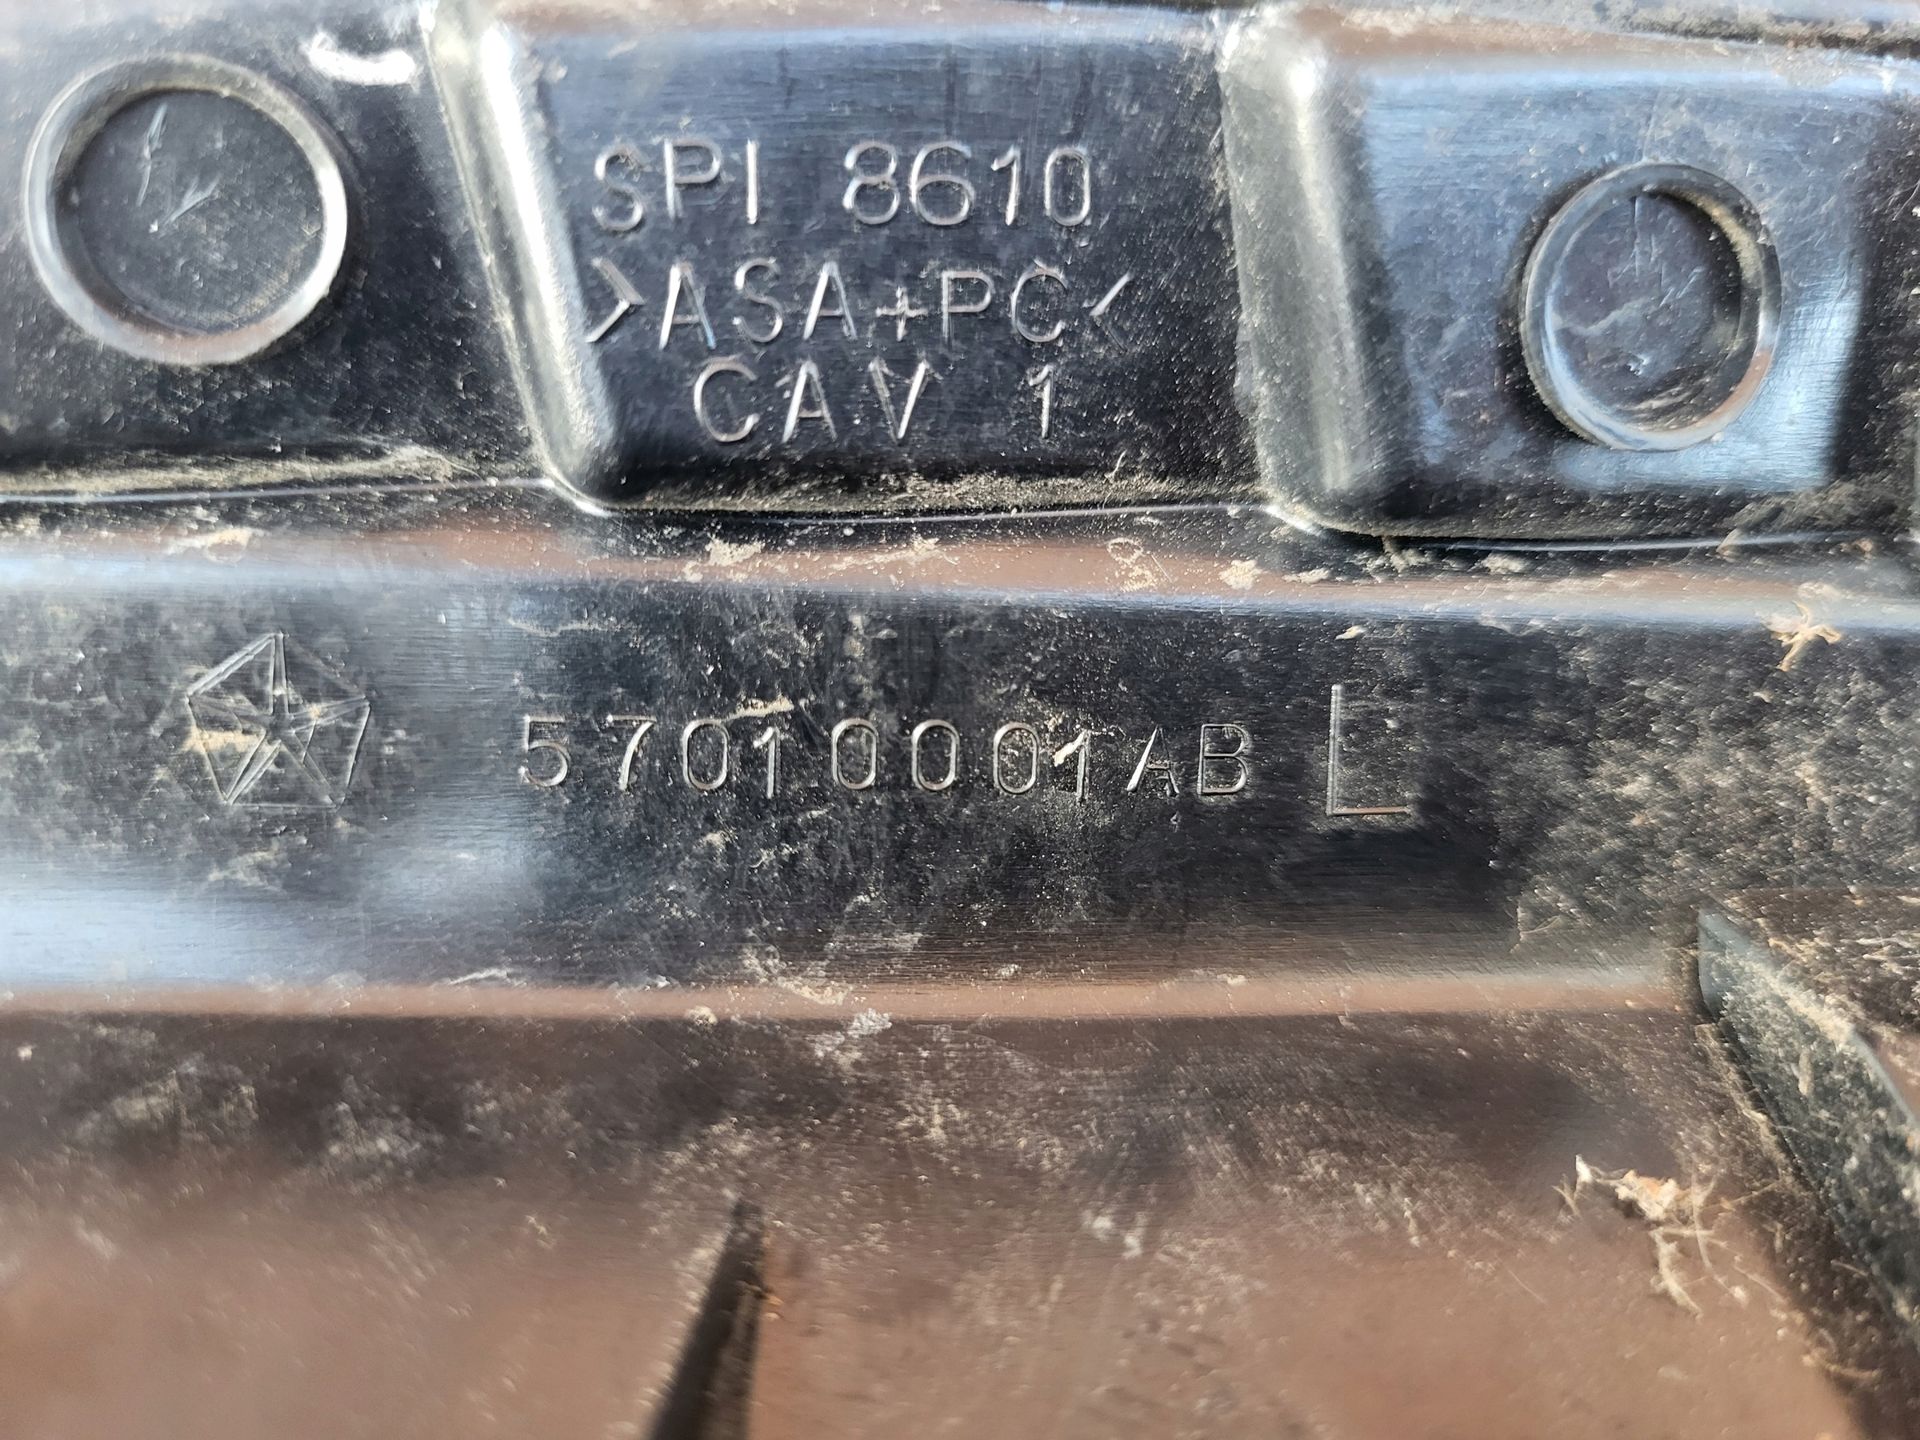 SPI 8610
>ASA+PC<
CAV 1
57010001AB L